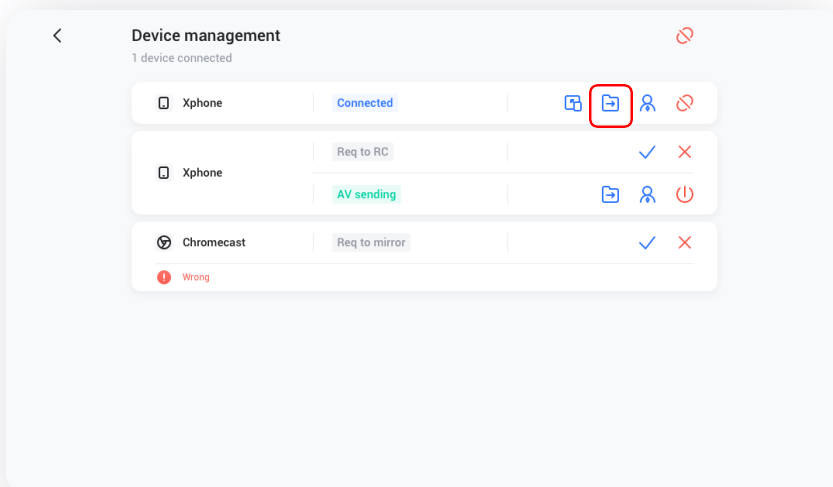 Device management
1 device connected
Xphone
Connected
Req to RC
Xphone
AV sending
Chromecast
Req to mirror
Wrong